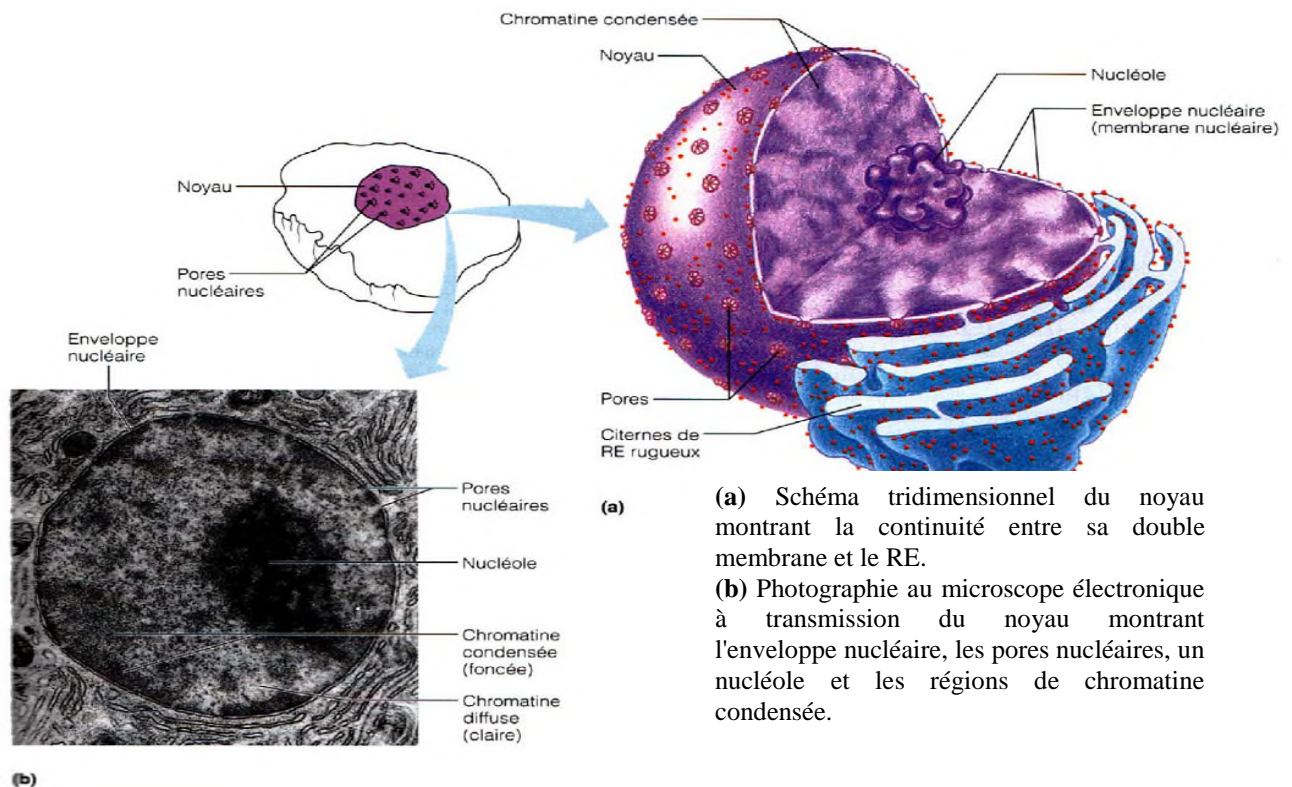 Chromatine condensée
Noyau
Nucléole
Enveloppe nucléaire
(membrane nucléaire)
Noyau
Pores
nucléaires
Pores
Citernes de
RE rugueux
(a)
Enveloppe
nucléaire
Pores
nucléaires
Nucléole
Chromatine
condensée
(foncée)
Chromatine
diffuse
(claire)
(b)
(a) Schéma tridimensionnel du noyau
montrant la continuité entre sa double
membrane et le RE.
(b) Photographie au microscope électronique
à transmission du noyau montrant
l'enveloppe nucléaire, les pores nucléaires, un
nucléole et les régions de chromatine
condensée.